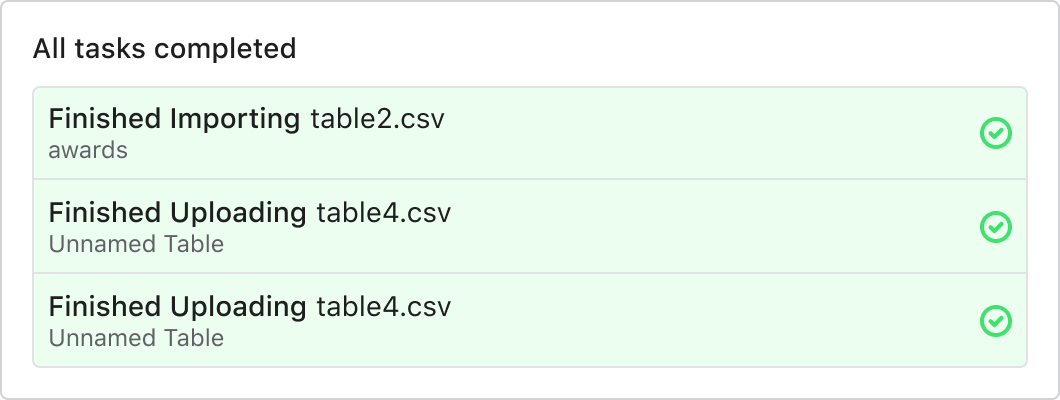 All tasks completed
Finished Importing table2.csv
awards
Finished Uploading table4.csv
Unnamed Table
Finished Uploading table4.csv
Unnamed Table